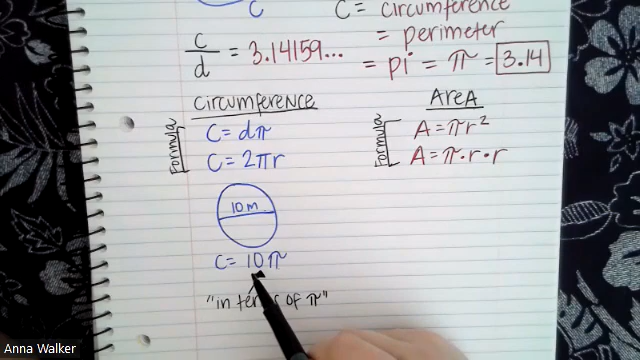 C
C = circumference
= perimeter
c/d = 3.14159...
= pi = π = 3.14
Circumference
Formula
C=dπ
C=2πr
AreA
Formula
A=πr²
A=π·r·r
10m
C= 10π
"in terms of π"
Anna Walker